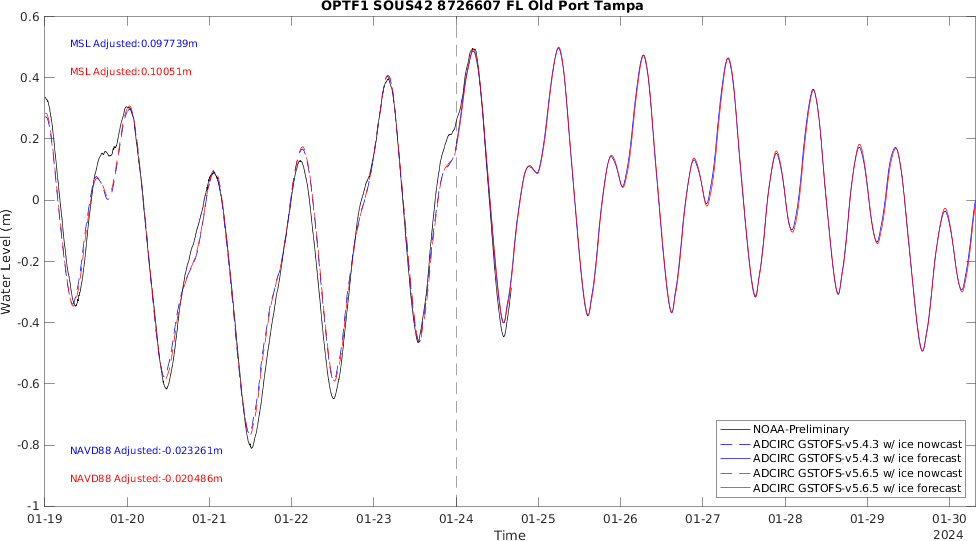 OPTF1 SOUS42 8726607 FL Old Port Tampa
0.6
0.4
0.2
0
-0.2
-0.4
-0.6
-0.8
-1
Water Level (m)
MSL Adjusted:0.097739m
MSL Adjusted:0.10051m
NAVD88 Adjusted:-0.023261m
NAVD88 Adjusted:-0.020486m
NOAA-Preliminary
ADCIRC GSTOFS-v5.4.3 w/ ice nowcast
ADCIRC GSTOFS-v5.4.3 w/ ice forecast
ADCIRC GSTOFS-v5.6.5 w/ ice nowcast
ADCIRC GSTOFS-v5.6.5 w/ ice forecast
01-19 01-20 01-21 01-22 01-23 01-24 01-25 01-26 01-27 01-28 01-29 01-30
Time
2024